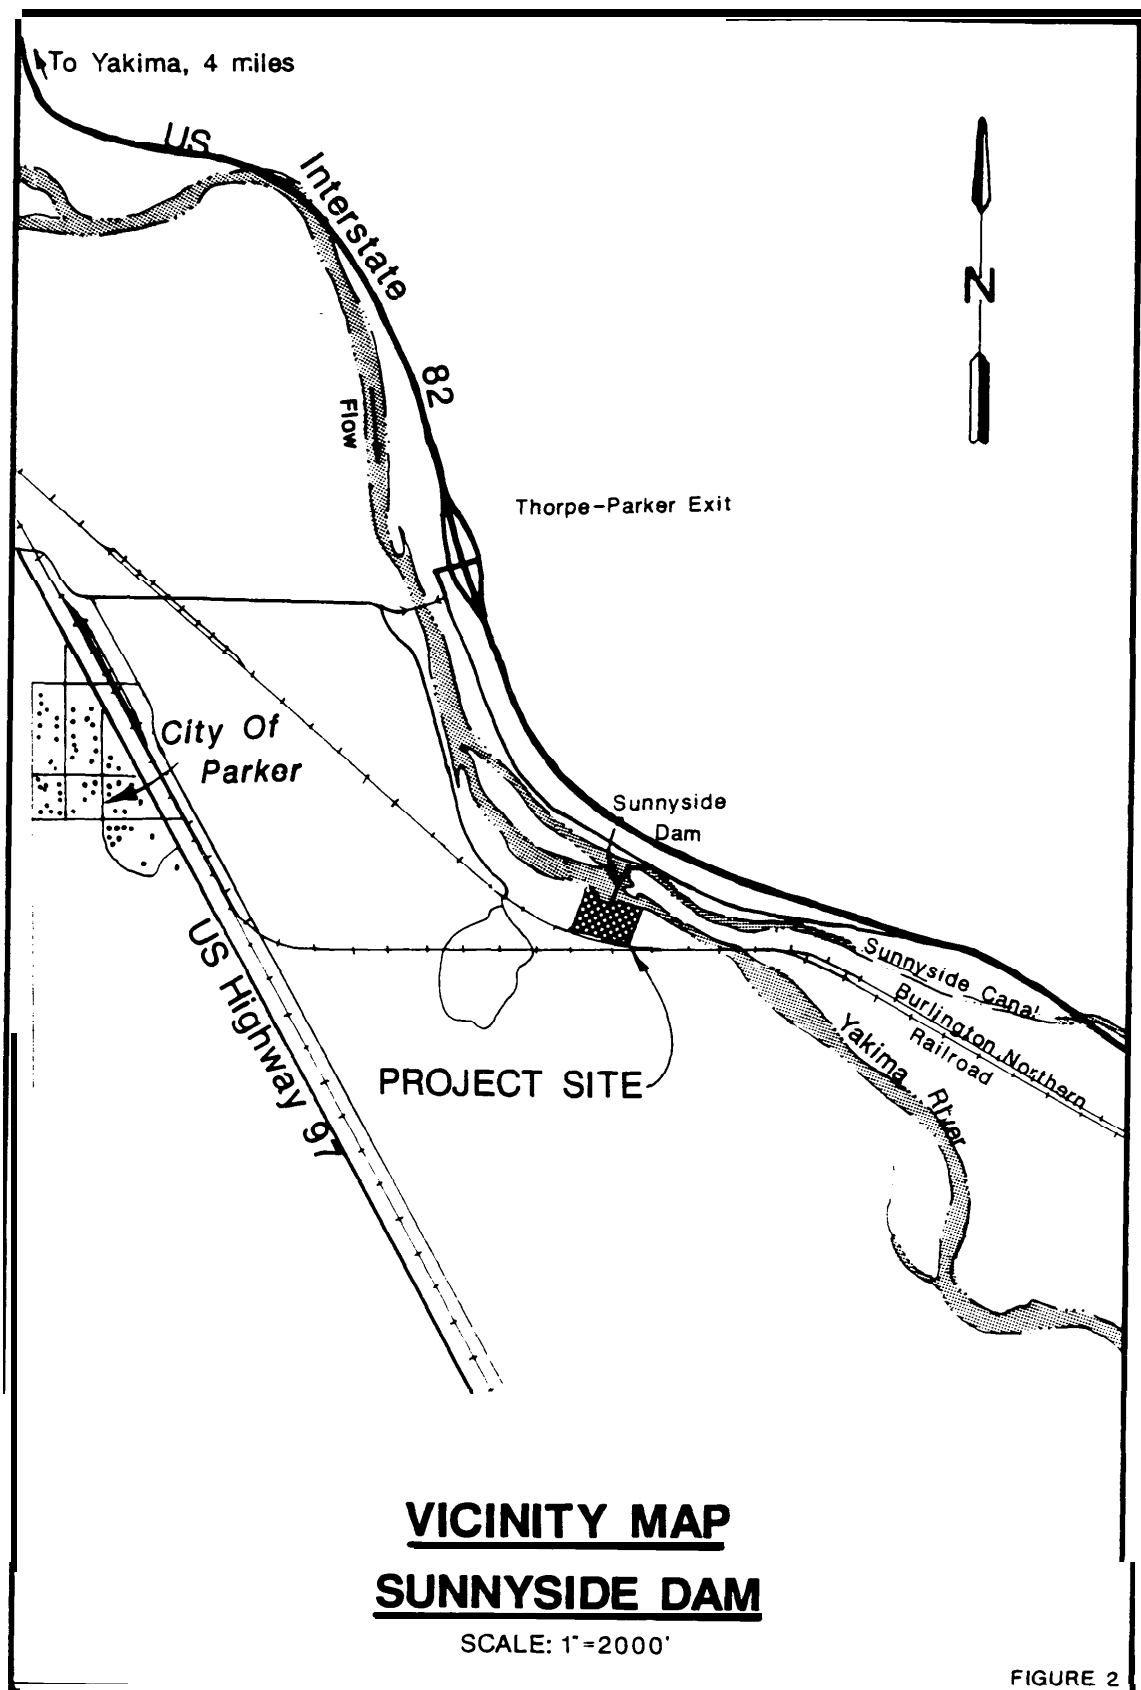 To Yakima, 4 miles
US
Interstate
82
N
Flow
Thorpe-Parker Exit
City Of
Parker
Sunnyside
Dam
US Highway 97
PROJECT SITE
Sunnyside Canal
Burlington Northern
Railroad
Yakima River
VICINITY MAP
SUNNYSIDE DAM
SCALE: 1"=2000'
FIGURE 2